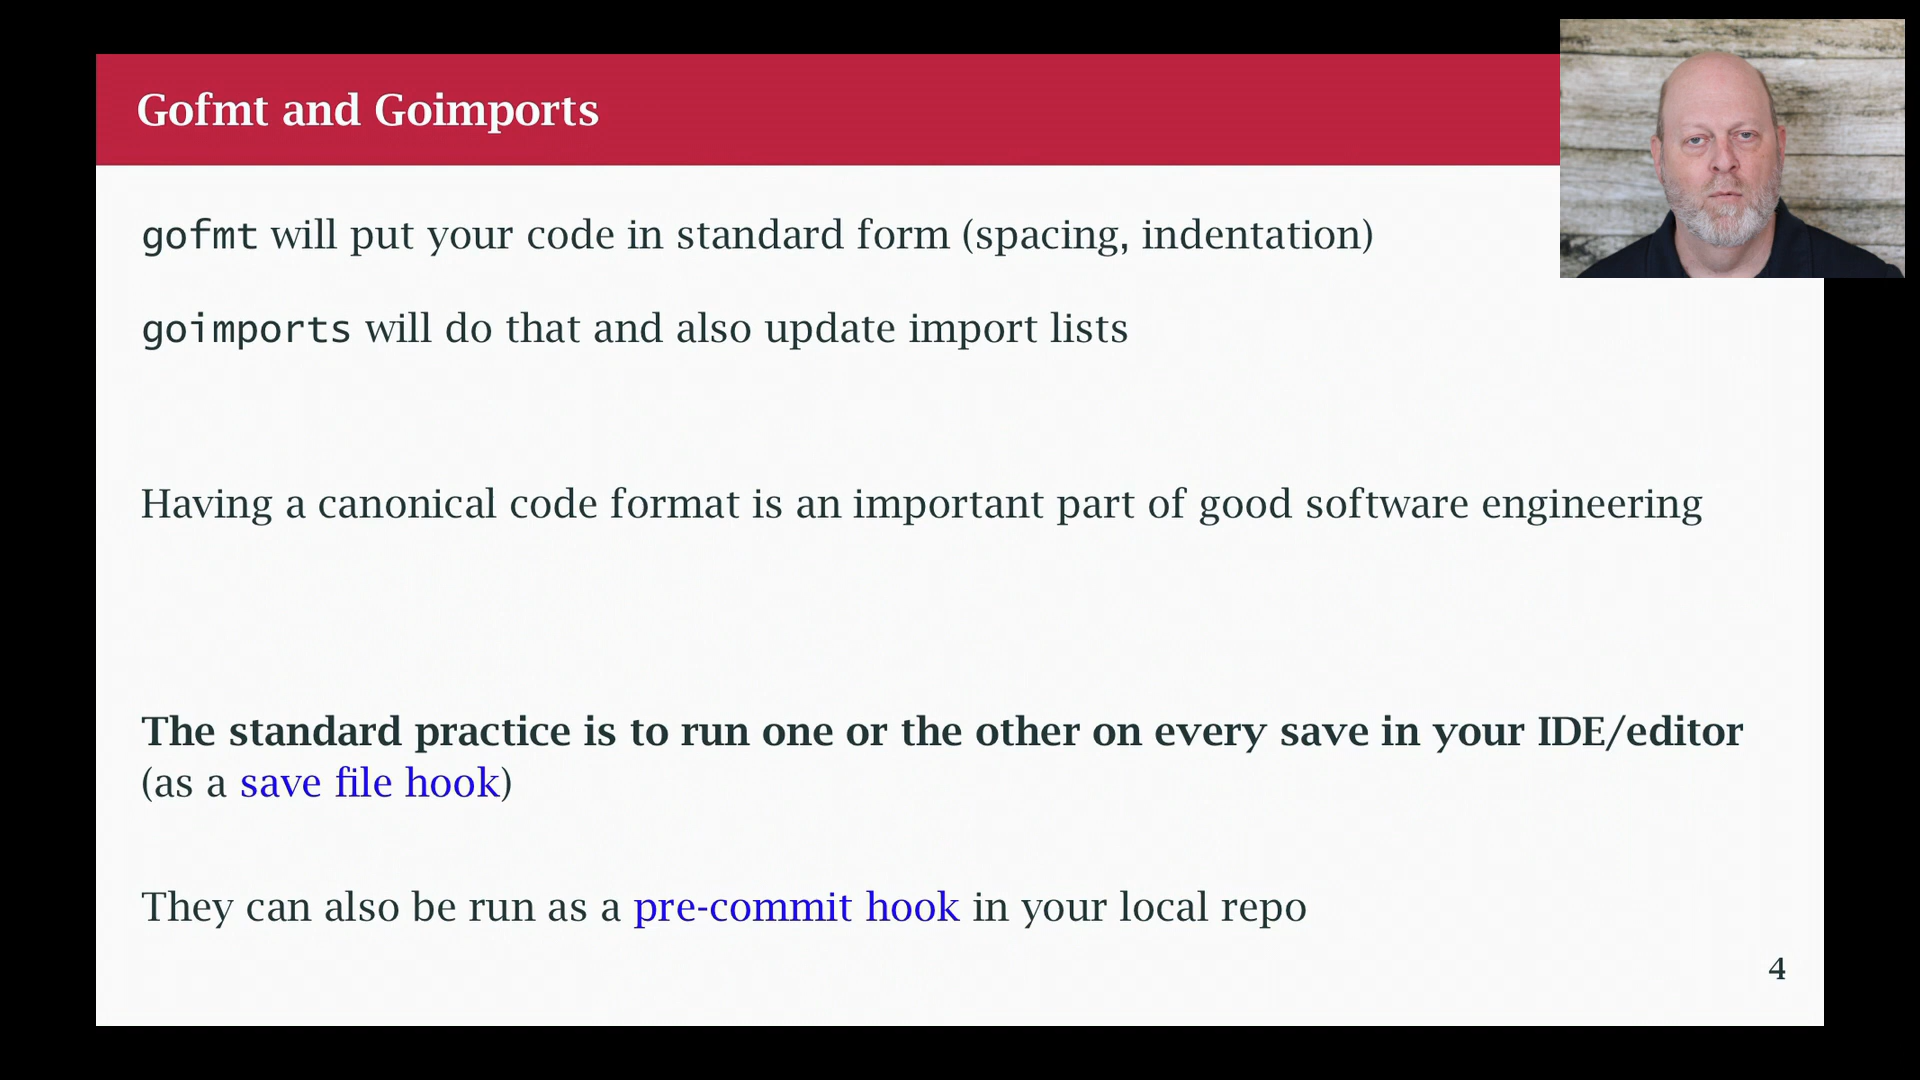 Gofmt and Goimports
gofmt will put your code in standard form (spacing, indentation)
goimports will do that and also update import lists
Having a canonical code format is an important part of good software engineering
The standard practice is to run one or the other on every save in your IDE/editor
(as a save file hook)
They can also be run as a pre-commit hook in your local repo
4